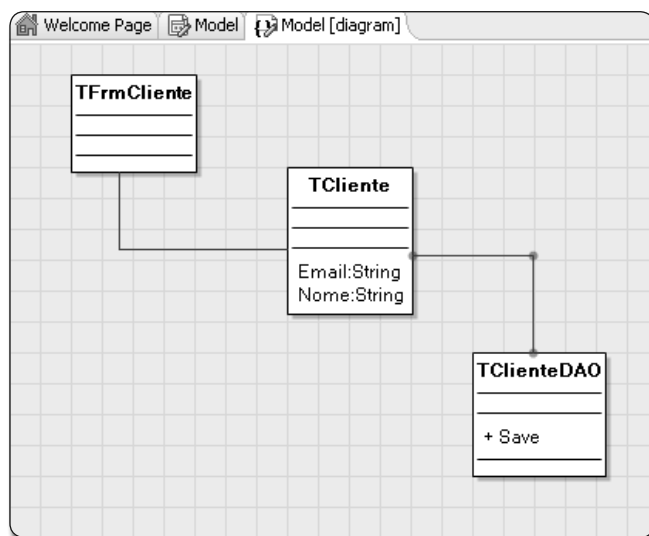 Welcome Page Model Model [diagram]
TFrmCliente
TCliente
Email:String
Nome:String
TClienteDAO
+ Save